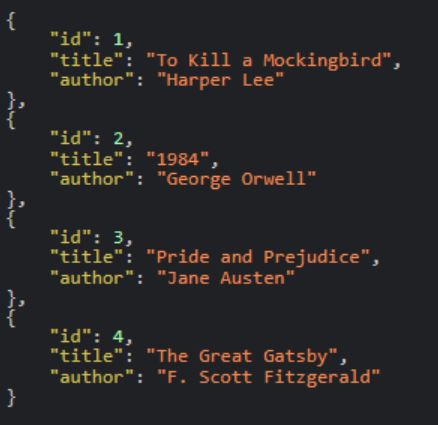 {
    "id": 1,
    "title": "To Kill a Mockingbird",
    "author": "Harper Lee"
},
{
    "id": 2,
    "title": "1984",
    "author": "George Orwell"
},
{
    "id": 3,
    "title": "Pride and Prejudice",
    "author": "Jane Austen"
},
{
    "id": 4,
    "title": "The Great Gatsby",
    "author": "F. Scott Fitzgerald"
}